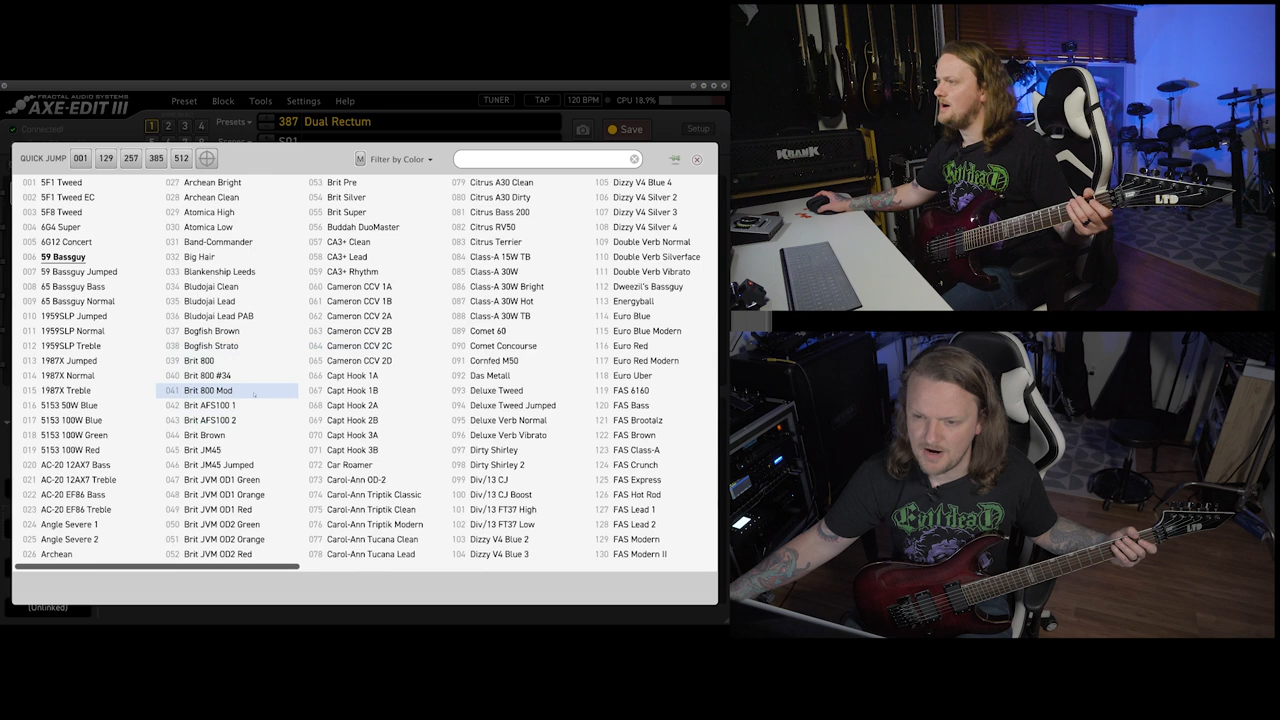 FRACTAL AUDIO SYSTEMS
AXE-EDIT III
Preset Block Tools Settings Help
TUNER TAP 120 BPM CPU 18.9%
Connected!
1 2 3 4 Presets 387 Dual Rectum Save Setup
QUICK JUMP 001 129 257 385 512 M Filter by Color
001 5F1 Tweed
002 5F1 Tweed EC
003 5F8 Tweed
004 6G4 Super
005 6G12 Concert
006 59 Bassguy
007 59 Bassguy Jumped
008 65 Bassguy Bass
009 65 Bassguy Normal
010 1959SLP Jumped
011 1959SLP Normal
012 1959SLP Treble
013 1987X Jumped
014 1987X Normal
015 1987X Treble
016 5153 50W Blue
017 5153 100W Blue
018 5153 100W Green
019 5153 100W Red
020 AC-20 12AX7 Bass
021 AC-20 12AX7 Treble
022 AC-20 EF86 Bass
023 AC-20 EF86 Treble
024 Angle Severe 1
025 Angle Severe 2
026 Archean
027 Archean Bright
028 Archean Clean
029 Atomica High
030 Atomica Low
031 Band-Commander
032 Big Hair
033 Blankenship Leeds
034 Bludojai Clean
035 Bludojai Lead
036 Bludojai Lead PAB
037 Bogfish Brown
038 Bogfish Strato
039 Brit 800
040 Brit 800 #34
041 Brit 800 Mod
042 Brit AFS100 1
043 Brit AFS100 2
044 Brit Brown
045 Brit JM45
046 Brit JM45 Jumped
047 Brit JVM OD1 Green
048 Brit JVM OD1 Orange
049 Brit JVM OD1 Red
050 Brit JVM OD2 Green
051 Brit JVM OD2 Orange
052 Brit JVM OD2 Red
053 Brit Pre
054 Brit Silver
055 Brit Super
056 Buddah DuoMaster
057 CA3+ Clean
058 CA3+ Lead
059 CA3+ Rhythm
060 Cameron CCV 1A
061 Cameron CCV 1B
062 Cameron CCV 2A
063 Cameron CCV 2B
064 Cameron CCV 2C
065 Cameron CCV 2D
066 Capt Hook 1A
067 Capt Hook 1B
068 Capt Hook 2A
069 Capt Hook 2B
070 Capt Hook 3A
071 Capt Hook 3B
072 Car Roamer
073 Carol-Ann OD-2
074 Carol-Ann Triptik Classic
075 Carol-Ann Triptik Clean
076 Carol-Ann Triptik Modern
077 Carol-Ann Tucana Clean
078 Carol-Ann Tucana Lead
079 Citrus A30 Clean
080 Citrus A30 Dirty
081 Citrus Bass 200
082 Citrus RV50
083 Citrus Terrier
084 Class-A 15W TB
085 Class-A 30W
086 Class-A 30W Bright
087 Class-A 30W Hot
088 Class-A 30W TB
089 Comet 60
090 Comet Concourse
091 Cornfed M50
092 Das Metall
093 Deluxe Tweed
094 Deluxe Tweed Jumped
095 Deluxe Verb Normal
096 Deluxe Verb Vibrato
097 Dirty Shirley
098 Dirty Shirley 2
099 Div/13 CJ
100 Div/13 CJ Boost
101 Div/13 FT37 High
102 Div/13 FT37 Low
103 Dizzy V4 Blue 2
104 Dizzy V4 Blue 3
105 Dizzy V4 Blue 4
106 Dizzy V4 Silver 2
107 Dizzy V4 Silver 3
108 Dizzy V4 Silver 4
109 Double Verb Normal
110 Double Verb Silverface
111 Double Verb Vibrato
112 Dweezil's Bassguy
113 Energyball
114 Euro Blue
115 Euro Blue Modern
116 Euro Red
117 Euro Red Modern
118 Euro Uber
119 FAS 6160
120 FAS Bass
121 FAS Brootalz
122 FAS Brown
123 FAS Class-A
124 FAS Crunch
125 FAS Express
126 FAS Hot Rod
127 FAS Lead 1
128 FAS Lead 2
129 FAS Modern
130 FAS Modern II
(Unlinked)
KRANK
Evildead
LTD
Evildead
LTD